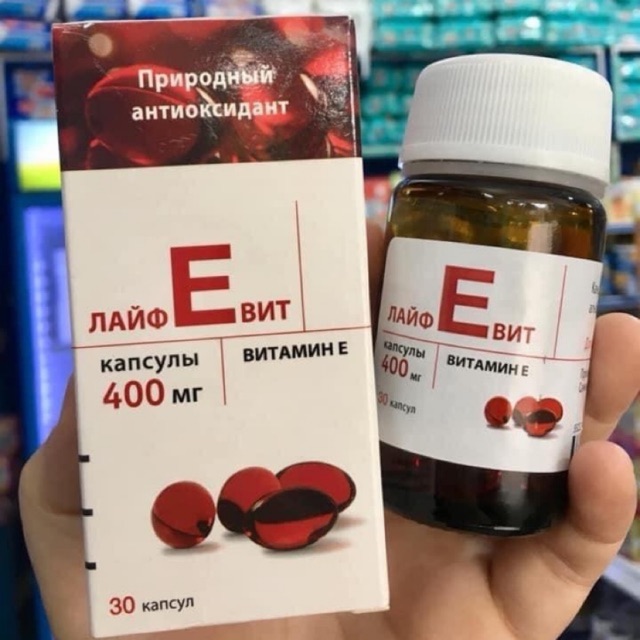 Природный
антиоксидант
ЛАЙФ Е ВИТ
капсулы
400 мг
ВИТАМИН Е
30 капсул
ЛАЙФ Е ВИТ
капсулы
400 мг
ВИТАМИН Е
30 капсул